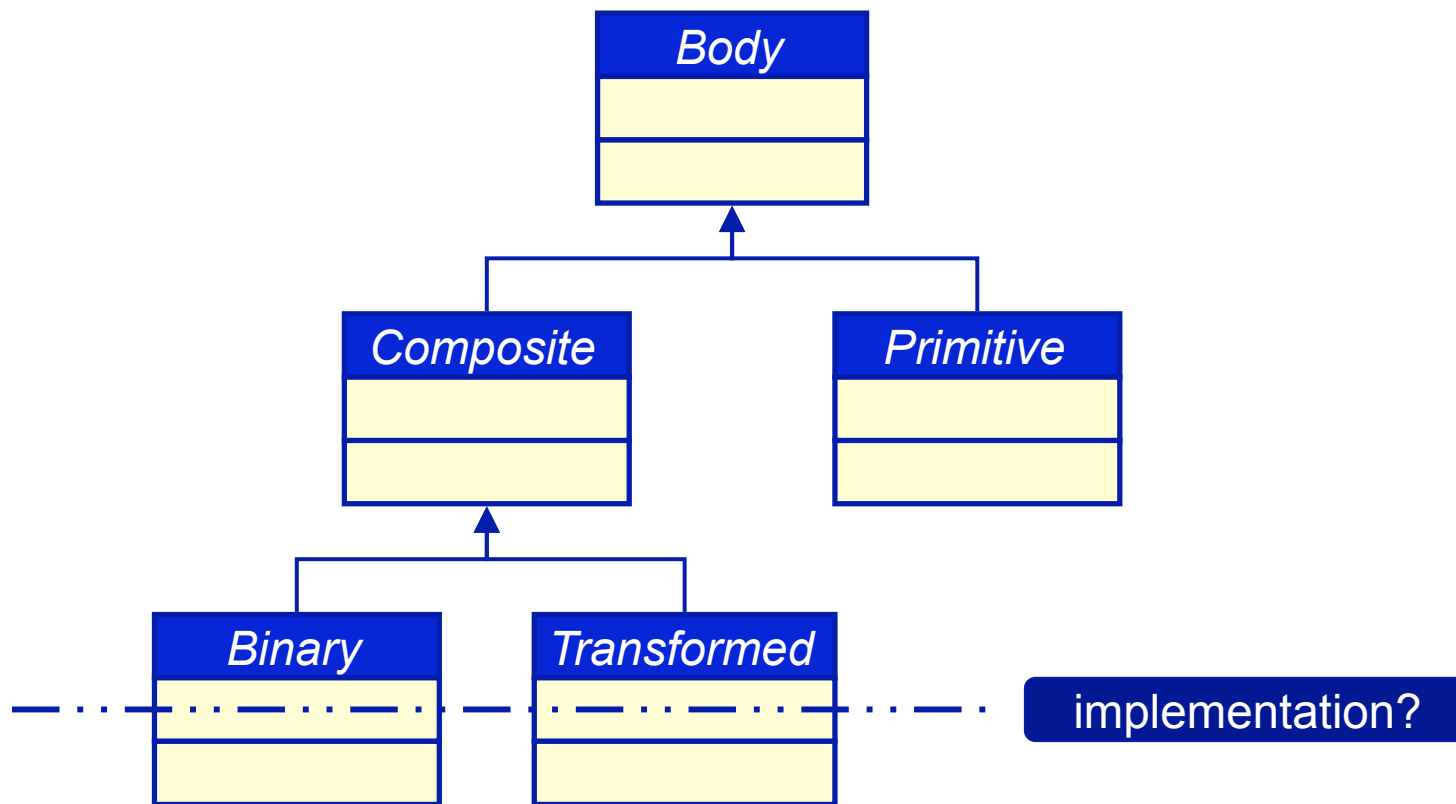 Body
Composite
Primitive
Binary
Transformed
implementation?